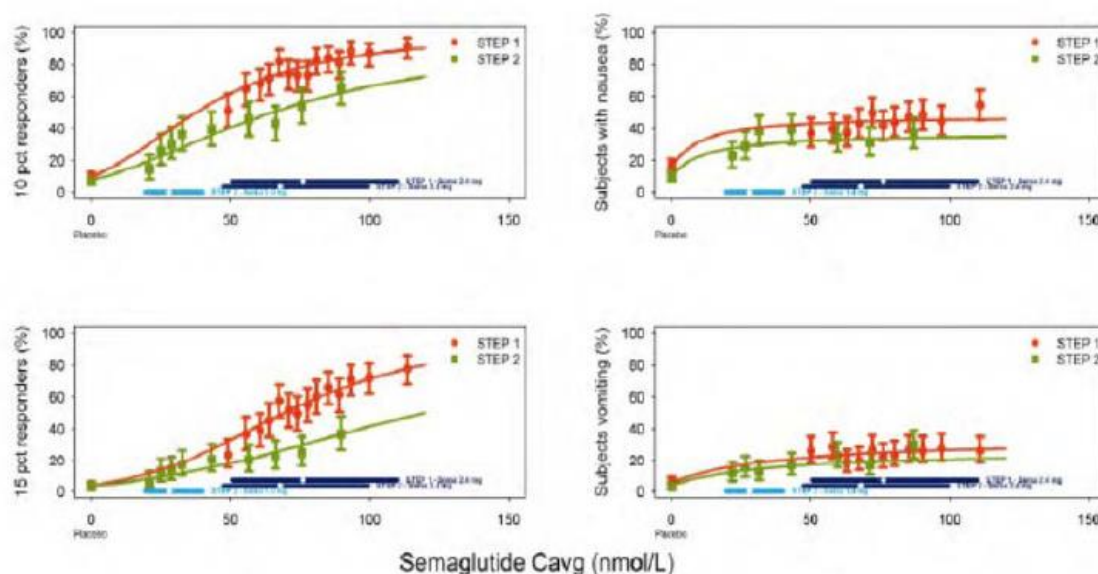 10 pct responders (%)
100
80
60
40
20
0
STEP 1
STEP 2
0
50
100
150
Placebo
Subjects with nausea (%)
100
80
60
40
20
0
STEP 1
STEP 2
0
50
100
150
Placebo
15 pct responders (%)
100
80
60
40
20
0
STEP 1
STEP 2
0
50
100
150
Placebo
Subjects vomiting (%)
100
80
60
40
20
0
STEP 1
STEP 2
0
50
100
150
Placebo
Semaglutide Cavg (nmol/L)